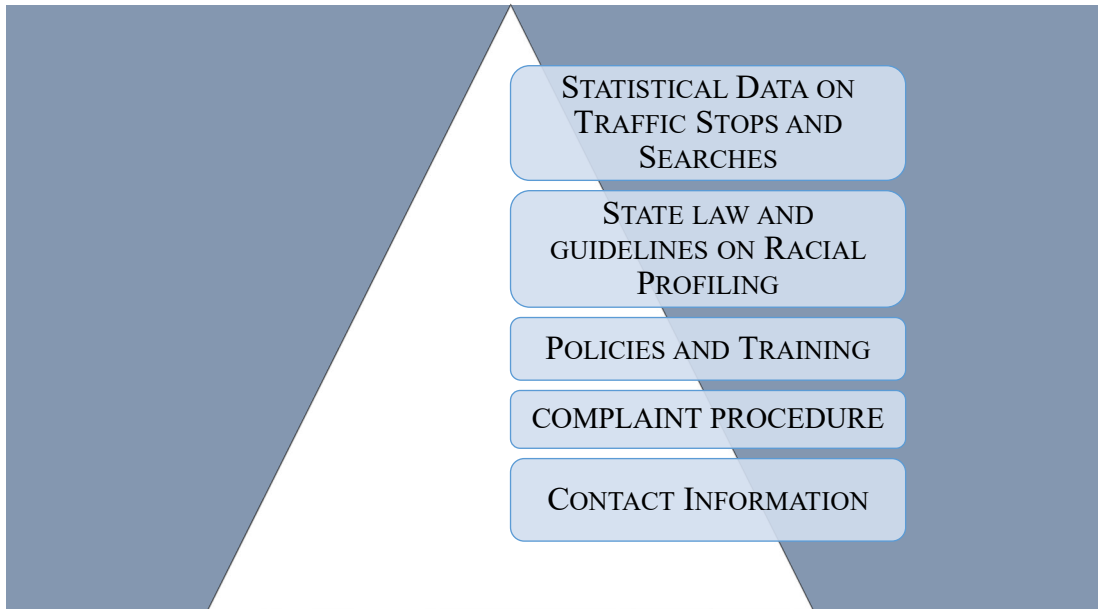 STATISTICAL DATA ON
TRAFFIC STOPS AND
SEARCHES
STATE LAW AND
GUIDELINES ON RACIAL
PROFILING
POLICIES AND TRAINING
COMPLAINT PROCEDURE
CONTACT INFORMATION